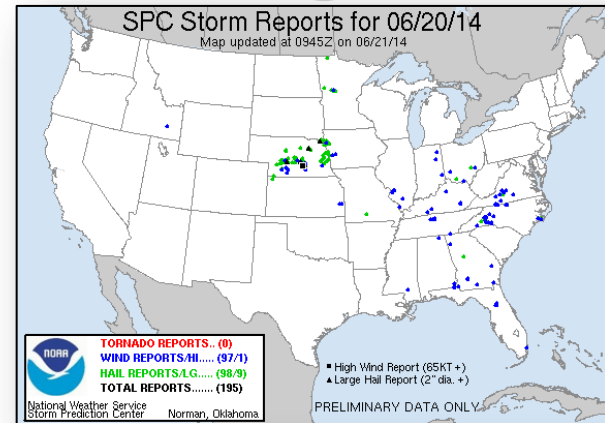 SPC Storm Reports for 06/20/14
Map updated at 0945Z on 06/21/14
NOAA
TORNADO REPORTS.. (0)
WIND REPORTS/HI..... (97/1)
HAIL REPORTS/LG..... (98/9)
TOTAL REPORTS....... (195)
National Weather Service
Storm Prediction Center Norman, Oklahoma
High Wind Report (65KT +)
Large Hail Report (2" dia. +)
PRELIMINARY DATA ONLY